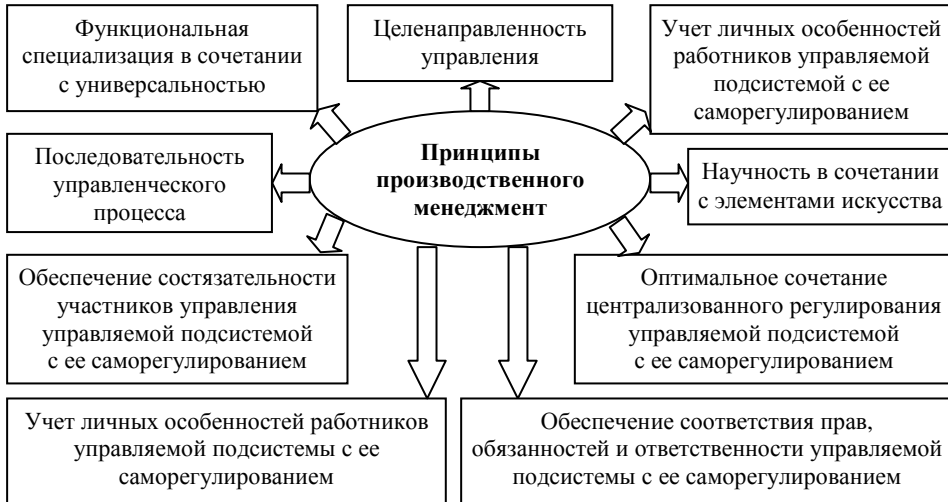 Функциональная
специализация в сочетании
с универсальностью
Целенаправленность
управления
Учет личных особенностей
работников управляемой
подсистемой с ее
саморегулированием
Последовательность
управленческого
процесса
Принципы
производственного
менеджмент
Научность в сочетании
с элементами искусства
Обеспечение состязательности
участников управления
управляемой подсистемой
с ее саморегулированием
Оптимальное сочетание
централизованного регулирования
управляемой подсистемой
с ее саморегулированием
Учет личных особенностей работников
управляемой подсистемы с ее
саморегулированием
Обеспечение соответствия прав,
обязанностей и ответственности управляемой
подсистемы с ее саморегулированием